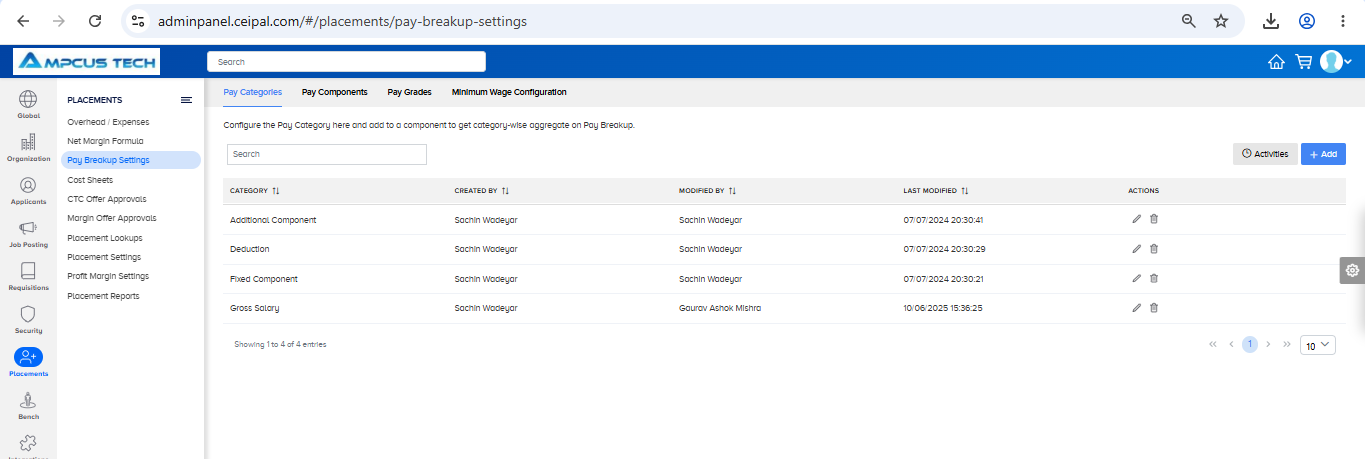 adminpanel.ceipal.com/#/placements/pay-breakup-settings
AMPCUS TECH
Search
Global
Organization
Applicants
Job Posting
Requisitions
Security
Placements
Bench
PLACEMENTS
Overhead / Expenses
Net Margin Formula
Pay Breakup Settings
Cost Sheets
CTC Offer Approvals
Margin Offer Approvals
Placement Lookups
Placement Settings
Profit Margin Settings
Placement Reports
Pay Categories Pay Components Pay Grades Minimum Wage Configuration
Configure the Pay Category here and add to a component to get category-wise aggregate on Pay Breakup.
Search
Activities + Add
CATEGORY CREATED BY MODIFIED BY LAST MODIFIED ACTIONS
Additional Component Sachin Wadeyar Sachin Wadeyar 07/07/2024 20:30:41
Deduction Sachin Wadeyar Sachin Wadeyar 07/07/2024 20:30:29
Fixed Component Sachin Wadeyar Sachin Wadeyar 07/07/2024 20:30:21
Gross Salary Sachin Wadeyar Gaurav Ashok Mishra 10/06/2025 15:36:25
Showing 1 to 4 of 4 entries
1
10